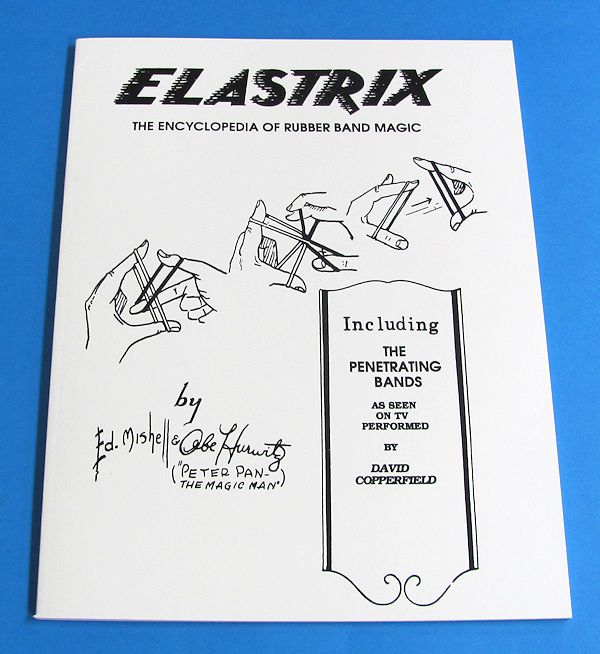 ELASTRIX
THE ENCYCLOPEDIA OF RUBBER BAND MAGIC
Including
THE
PENETRATING
BANDS
AS SEEN
ON TV
PERFORMED
BY
DAVID
COPPERFIELD
by
Ed. Mishell & Abe Hurwitz
("PETER PAN-
THE MAGIC MAN")